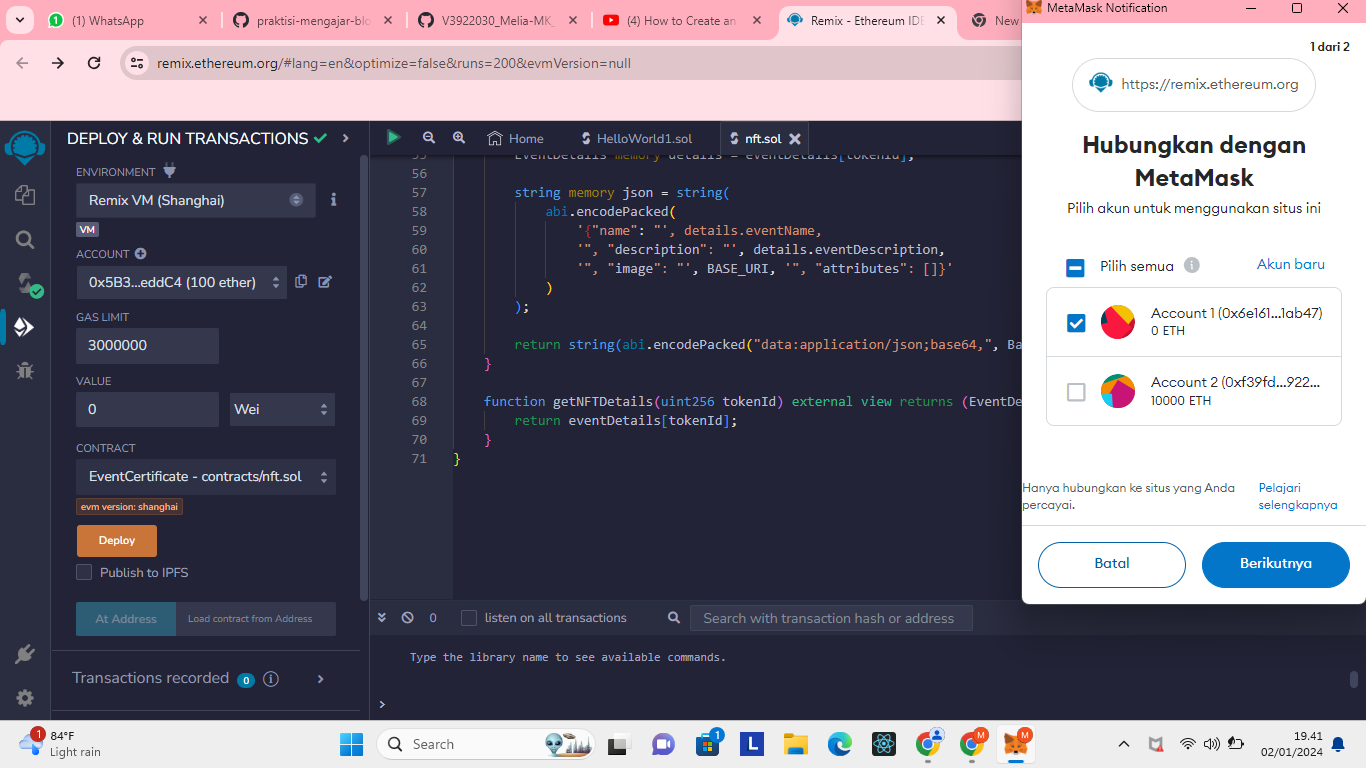 (1) WhatsApp
praktisi-mengajar-blo
V3922030_Melia-MK_
(4) How to Create an
Remix - Ethereum IDE
New
remix.ethereum.org/#lang=en&optimize=false&runs=200&evmVersion=null
DEPLOY & RUN TRANSACTIONS
ENVIRONMENT
Remix VM (Shanghai)
VM
ACCOUNT
0x5B3...eddC4 (100 ether)
GAS LIMIT
3000000
VALUE
0
Wei
CONTRACT
EventCertificate - contracts/nft.sol
evm version: shanghai
Deploy
Publish to IPFS
At Address
Load contract from Address
Transactions recorded 0 i
Home
HelloWorld1.sol
nft.sol
55 EventDetails memory details = eventDetails[tokenId];
56
57 string memory json = string(
58 abi.encodePacked(
59 '{"name": "', details.eventName,
60 '", "description": "', details.eventDescription,
61 '", "image": "', BASE_URI, '", "attributes": []}'
62 )
63 );
64
65 return string(abi.encodePacked("data:application/json;base64,", Ba
66 }
67
68 function getNFTDetails(uint256 tokenId) external view returns (EventDe
69 return eventDetails[tokenId];
70 }
71 }
0
listen on all transactions
Search with transaction hash or address
Type the library name to see available commands.
>
MetaMask Notification
1 dari 2
https://remix.ethereum.org
Hubungkan dengan
MetaMask
Pilih akun untuk menggunakan situs ini
Pilih semua
Akun baru
Account 1 (0x6e161...1ab47)
0 ETH
Account 2 (0xf39fd...922...
10000 ETH
Hanya hubungkan ke situs yang Anda
percayai.
Pelajari
selengkapnya
Batal
Berikutnya
1
84°F
Light rain
Search
1
L
M
M
19.41
02/01/2024